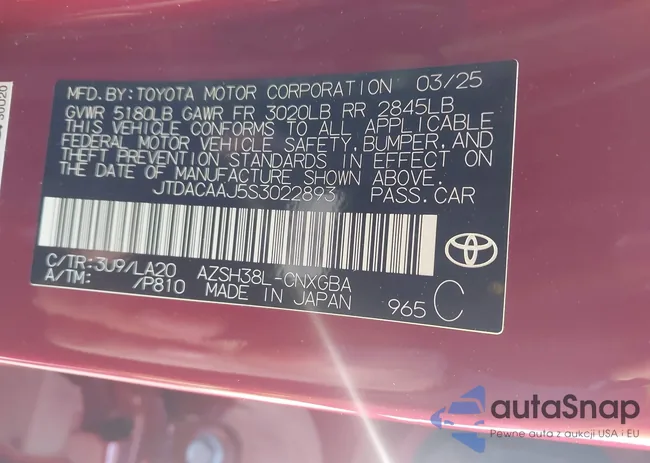 MFD. BY: TOYOTA MOTOR CORPORATION 03/25
GVWR 5180LB GAWR FR 3020LB RR 2845LB
THIS VEHICLE CONFORMS TO ALL APPLICABLE
FEDERAL MOTOR VEHICLE SAFETY, BUMPER, AND
THEFT PREVENTION STANDARDS IN EFFECT ON
THE DATE OF MANUFACTURE SHOWN ABOVE.
JTDACAAJ5S3022893 PASS. CAR
C/TR: 3U9/LA20 AZSH38L-CNXGBA
A/TM: /P810 MADE IN JAPAN 965 C
autaSnap
Pewne auta z aukcji USA i EU